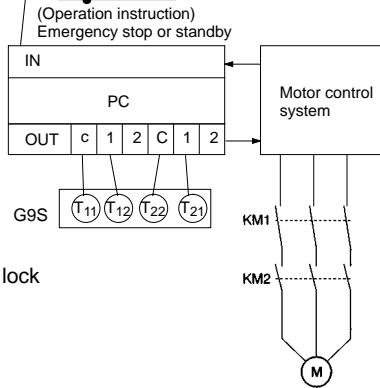 (Operation instruction)
Emergency stop or standby
IN
PC
OUT c 1 2 C 1 2
Motor control
system
G9S T11 T12 T22 T21
KM1
lock
KM2
M